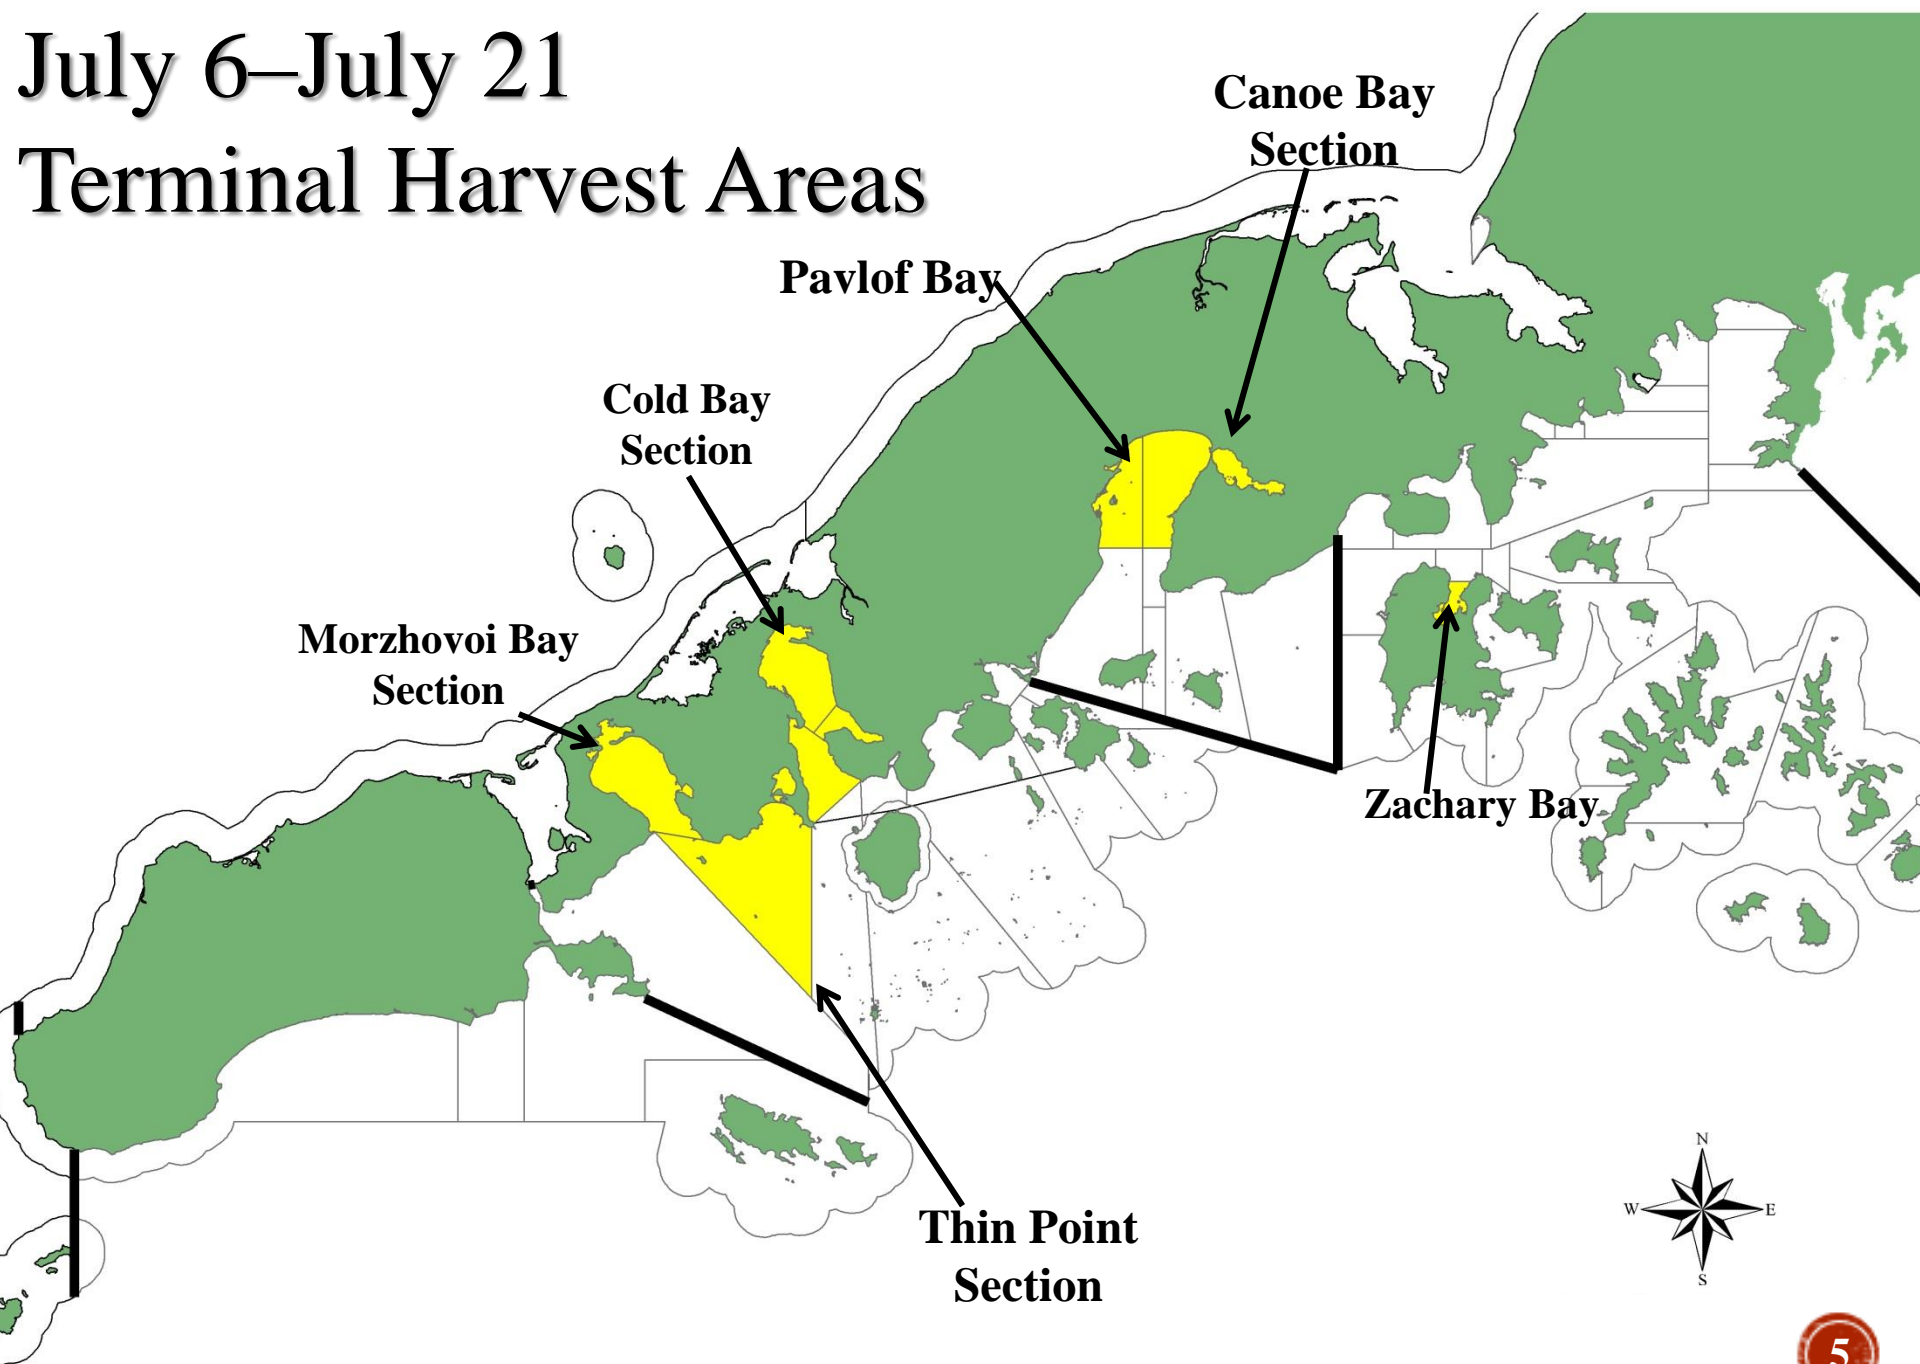 July 6–July 21
Terminal Harvest Areas
Canoe Bay
Section
Pavlof Bay
Cold Bay
Section
Morzhovoi Bay
Section
Zachary Bay
Thin Point
Section
N
W
E
S
5